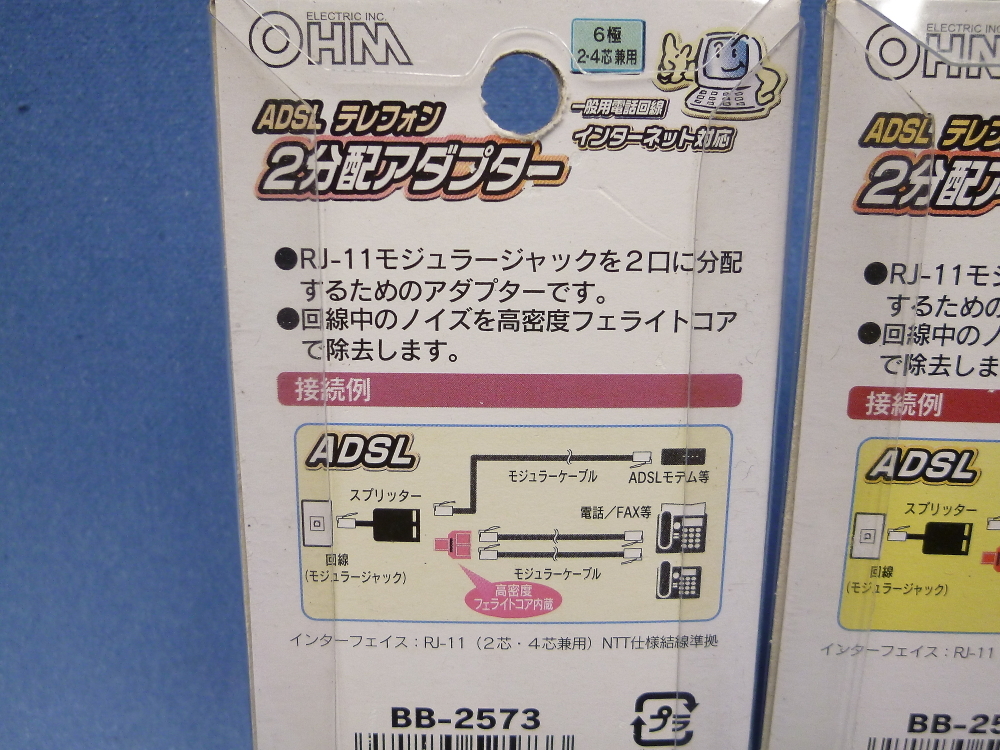 ELECTRIC INC.
OHM
6極
2・4芯兼用
ADSL テレフォン
一般用電話回線
インターネット対応
2分配アダプター
●RJ-11モジュラージャックを2口に分配
するためのアダプターです。
●回線中のノイズを高密度フェライトコア
で除去します。
接続例
ADSL
モジュラーケーブル
ADSLモデム等
スプリッター
電話/FAX等
回線
(モジュラージャック)
モジュラーケーブル
高密度
フェライトコア内蔵
インターフェイス:RJ-11(2芯・4芯兼用)NTT仕様結線準拠
BB-2573
プラ
ELECTRIC
OHM
ADSL テレフ
2分配ア
●RJ-11モジ
するための
●回線中のノ
で除去しま
接続例
ADSL
スプリッター
回線
(モジュラージャック)
インターフェイス:RJ-11
BB-25